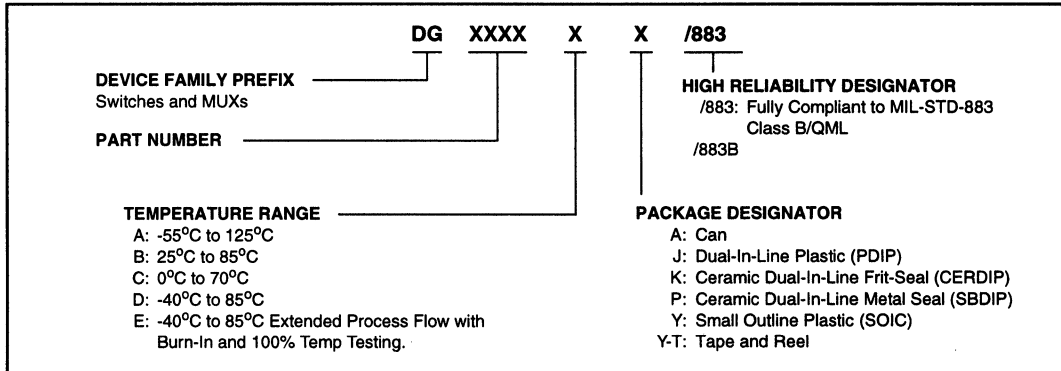 DG XXXX X X /883
DEVICE FAMILY PREFIX
Switches and MUXs
PART NUMBER
HIGH RELIABILITY DESIGNATOR
/883: Fully Compliant to MIL-STD-883
Class B/QML
/883B
TEMPERATURE RANGE
A: -55°C to 125°C
B: 25°C to 85°C
C: 0°C to 70°C
D: -40°C to 85°C
E: -40°C to 85°C Extended Process Flow with
Burn-In and 100% Temp Testing.
PACKAGE DESIGNATOR
A: Can
J: Dual-In-Line Plastic (PDIP)
K: Ceramic Dual-In-Line Frit-Seal (CERDIP)
P: Ceramic Dual-In-Line Metal Seal (SBDIP)
Y: Small Outline Plastic (SOIC)
Y-T: Tape and Reel